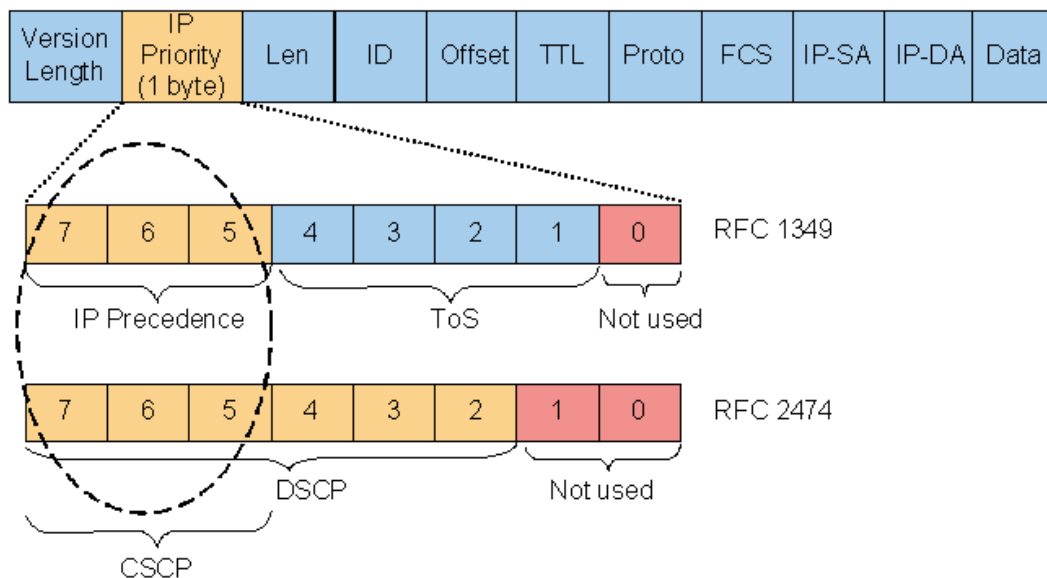 Version Length
IP Priority (1 byte)
Len
ID
Offset
TTL
Proto
FCS
IP-SA
IP-DA
Data
7 6 5 4 3 2 1 0 RFC 1349
IP Precedence ToS Not used
7 6 5 4 3 2 1 0 RFC 2474
DSCP Not used
CSCP